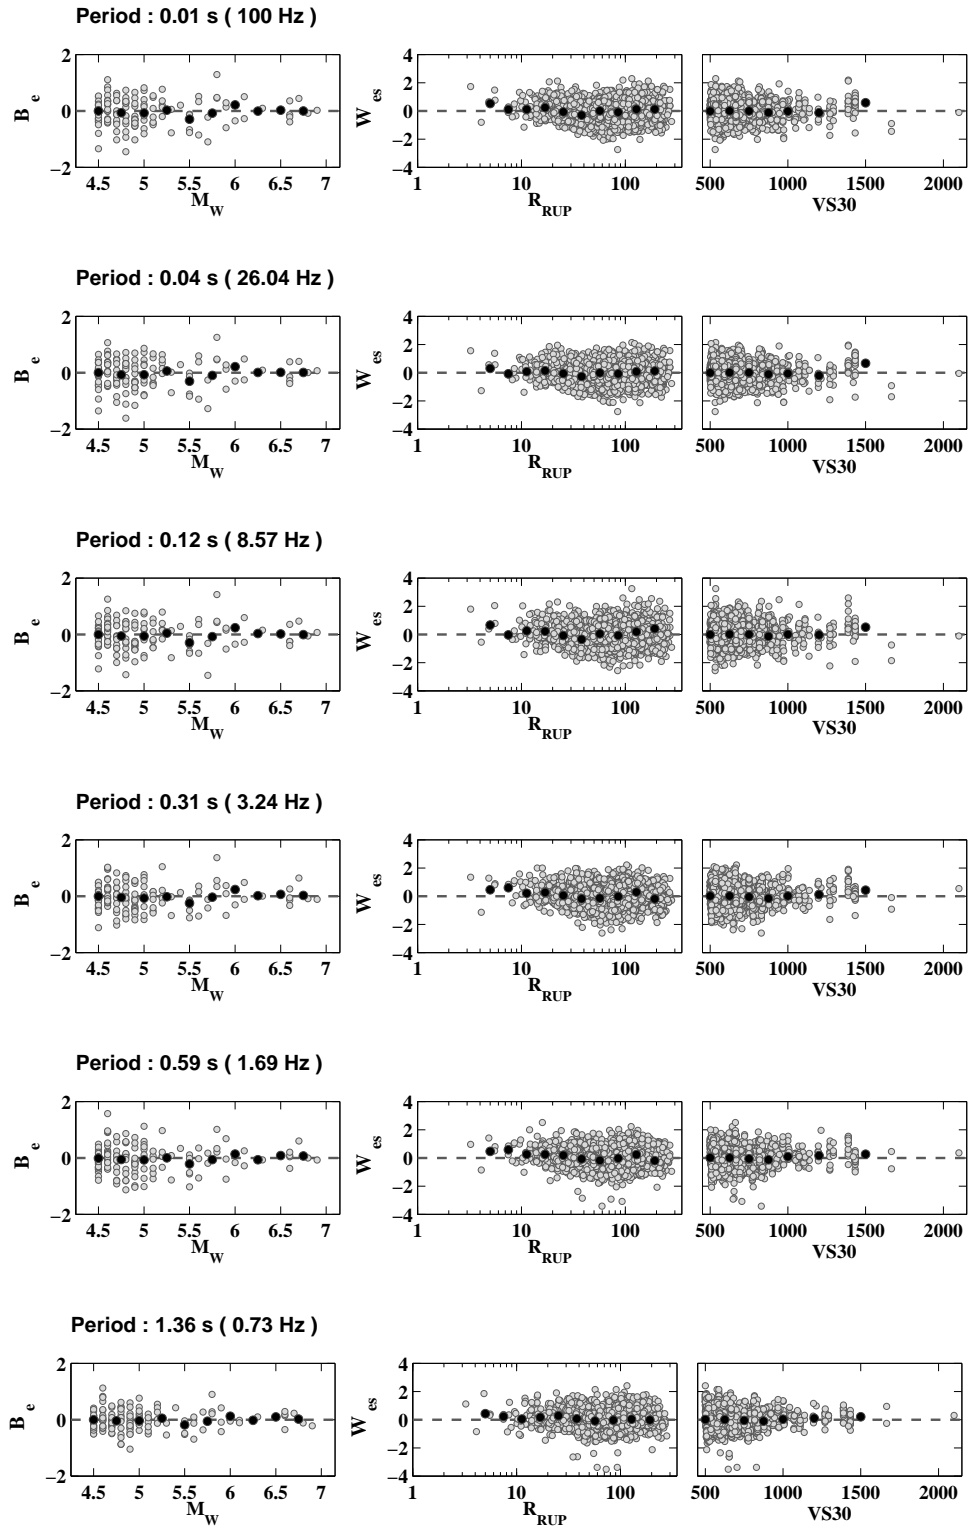 Period : 0.01 s ( 100 Hz )
2
0
−2
B e
4.5 5 5.5 6 6.5 7
M W
4
2
0
−2
−4
W es
1 10 100
R RUP
500 1000 1500 2000
VS30
Period : 0.04 s ( 26.04 Hz )
2
0
−2
B e
4.5 5 5.5 6 6.5 7
M W
4
2
0
−2
−4
W es
1 10 100
R RUP
500 1000 1500 2000
VS30
Period : 0.12 s ( 8.57 Hz )
2
0
−2
B e
4.5 5 5.5 6 6.5 7
M W
4
2
0
−2
−4
W es
1 10 100
R RUP
500 1000 1500 2000
VS30
Period : 0.31 s ( 3.24 Hz )
2
0
−2
B e
4.5 5 5.5 6 6.5 7
M W
4
2
0
−2
−4
W es
1 10 100
R RUP
500 1000 1500 2000
VS30
Period : 0.59 s ( 1.69 Hz )
2
0
−2
B e
4.5 5 5.5 6 6.5 7
M W
4
2
0
−2
−4
W es
1 10 100
R RUP
500 1000 1500 2000
VS30
Period : 1.36 s ( 0.73 Hz )
2
0
−2
B e
4.5 5 5.5 6 6.5 7
M W
4
2
0
−2
−4
W es
1 10 100
R RUP
500 1000 1500 2000
VS30